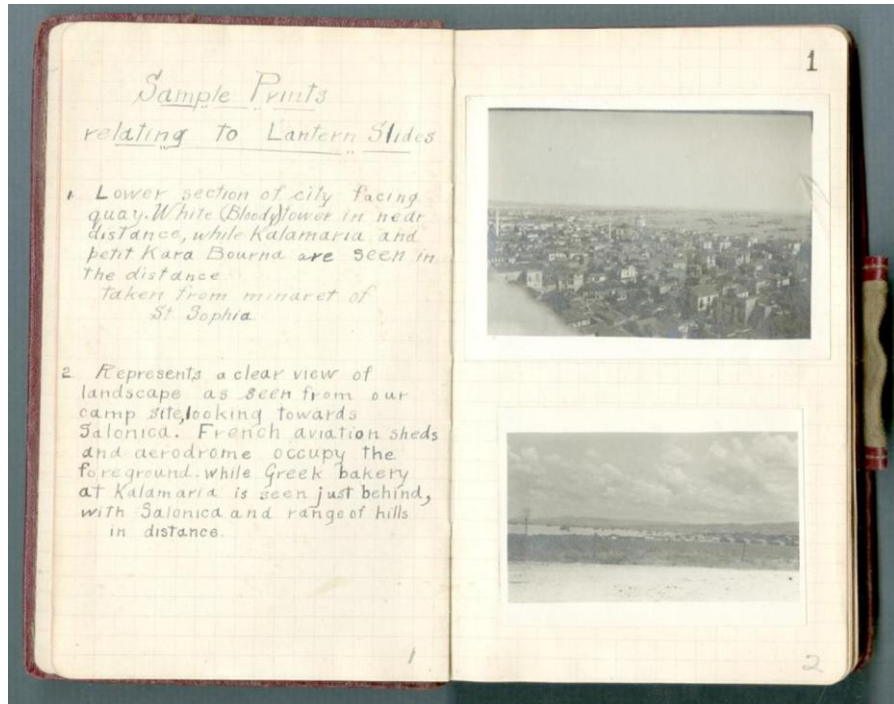 Sample Prints
relating to Lantern Slides
1. Lower section of city facing
quay. White (Bloody) tower in near
distance, while Kalamaria and
petit Kara Bourna are seen in
the distance
taken from minaret of
St. Sophia.
2. Represents a clear view of
landscape as seen from our
camp site, looking towards
Salonica. French aviation sheds
and aerodrome occupy the
foreground. while Greek bakery
at Kalamaria is seen just behind,
with Salonica and range of hills
in distance.
1
1
2